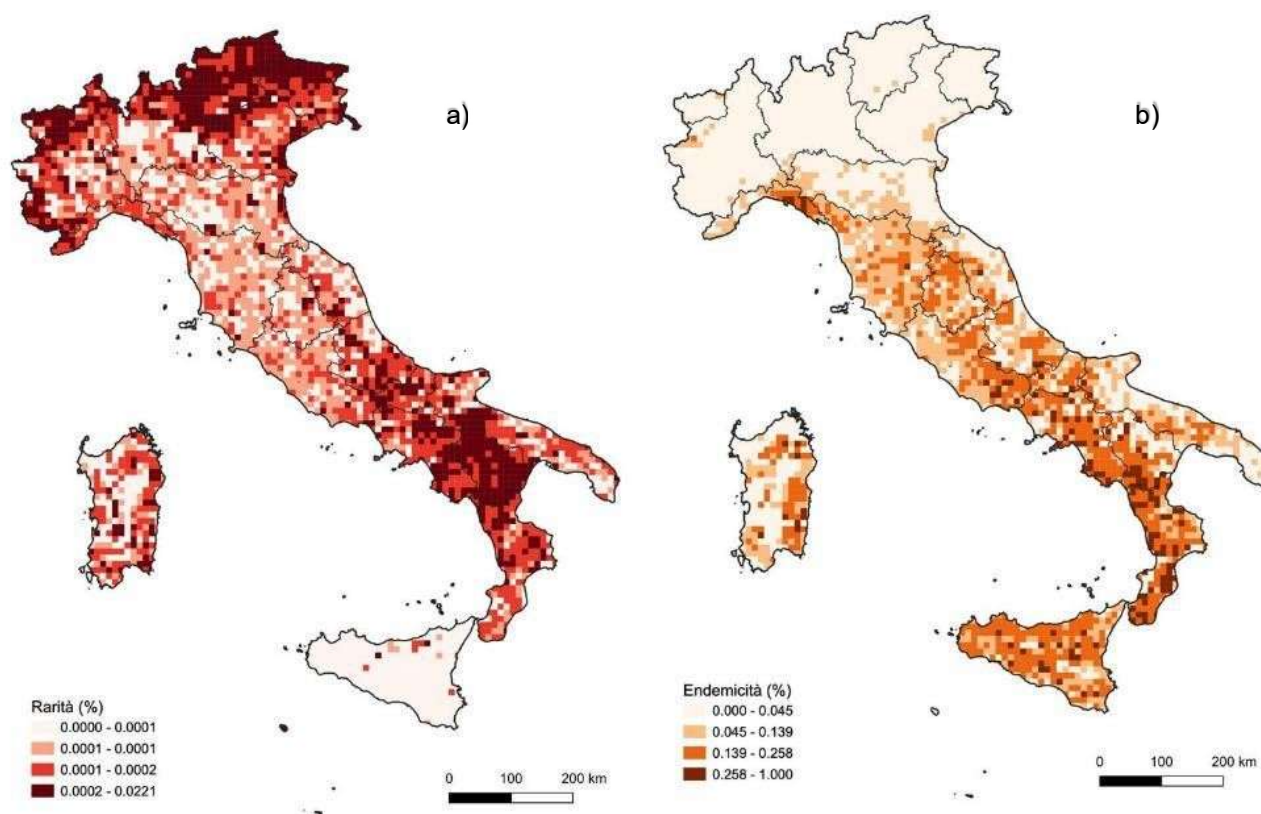 a)
Rarità (%)
0.0000 - 0.0001
0.0001 - 0.0001
0.0001 - 0.0002
0.0002 - 0.0221
0 100 200 km
b)
Endemicità (%)
0.000 - 0.045
0.045 - 0.139
0.139 - 0.258
0.258 - 1.000
0 100 200 km